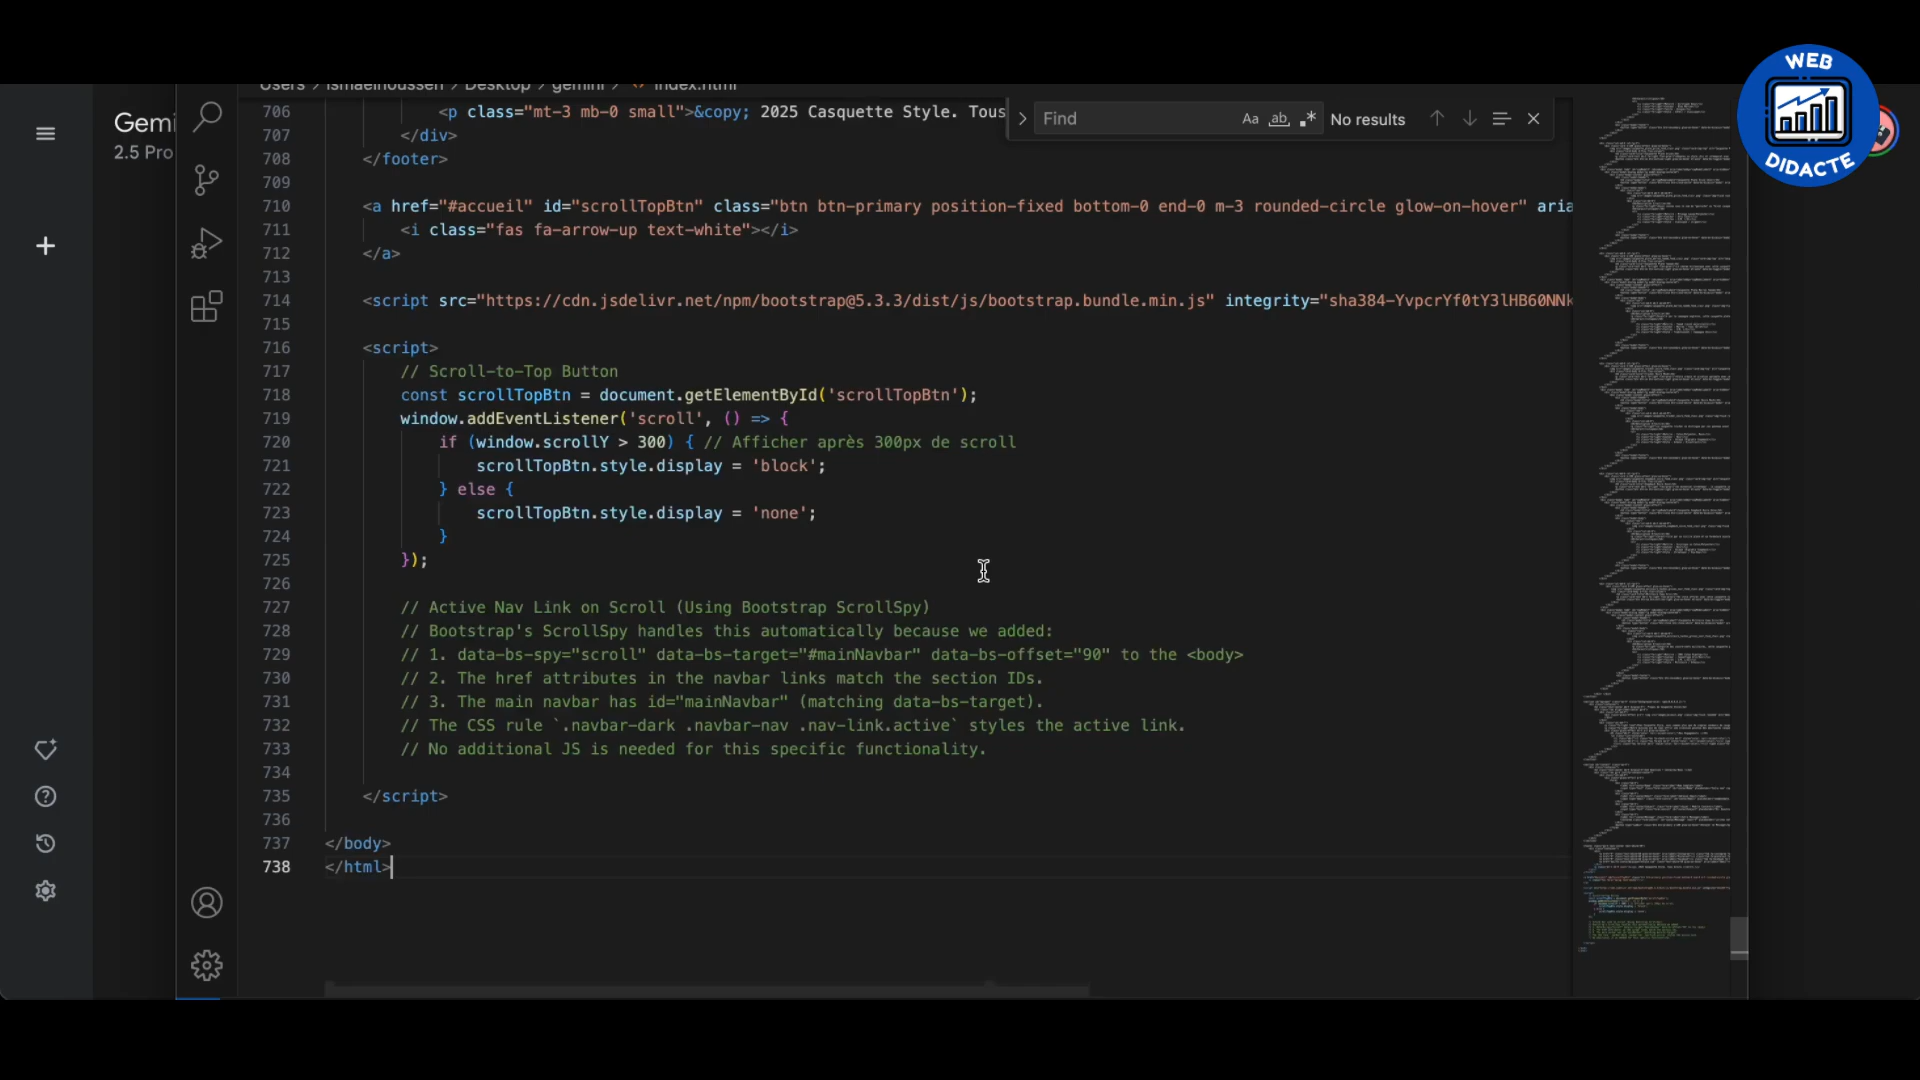 WEB
DIDACTE
Gemi
2.5 Pro
Users > ismaelhoussen > Desktop > gemini > index.html
Find
Aa
ab
No results
706 <p class="mt-3 mb-0 small">&copy; 2025 Casquette Style. Tous
707 </div>
708 </footer>
709
710 <a href="#accueil" id="scrollTopBtn" class="btn btn-primary position-fixed bottom-0 end-0 m-3 rounded-circle glow-on-hover" aria
711 <i class="fas fa-arrow-up text-white"></i>
712 </a>
713
714 <script src="https://cdn.jsdelivr.net/npm/bootstrap@5.3.3/dist/js/bootstrap.bundle.min.js" integrity="sha384-YvpcrYf0tY3lHB60NNk
715
716 <script>
717 // Scroll-to-Top Button
718 const scrollTopBtn = document.getElementById('scrollTopBtn');
719 window.addEventListener('scroll', () => {
720 if (window.scrollY > 300) { // Afficher après 300px de scroll
721 scrollTopBtn.style.display = 'block';
722 } else {
723 scrollTopBtn.style.display = 'none';
724 }
725 });
726
727 // Active Nav Link on Scroll (Using Bootstrap ScrollSpy)
728 // Bootstrap's ScrollSpy handles this automatically because we added:
729 // 1. data-bs-spy="scroll" data-bs-target="#mainNavbar" data-bs-offset="90" to the <body>
730 // 2. The href attributes in the navbar links match the section IDs.
731 // 3. The main navbar has id="mainNavbar" (matching data-bs-target).
732 // The CSS rule `.navbar-dark .navbar-nav .nav-link.active` styles the active link.
733 // No additional JS is needed for this specific functionality.
734
735 </script>
736
737 </body>
738 </html>